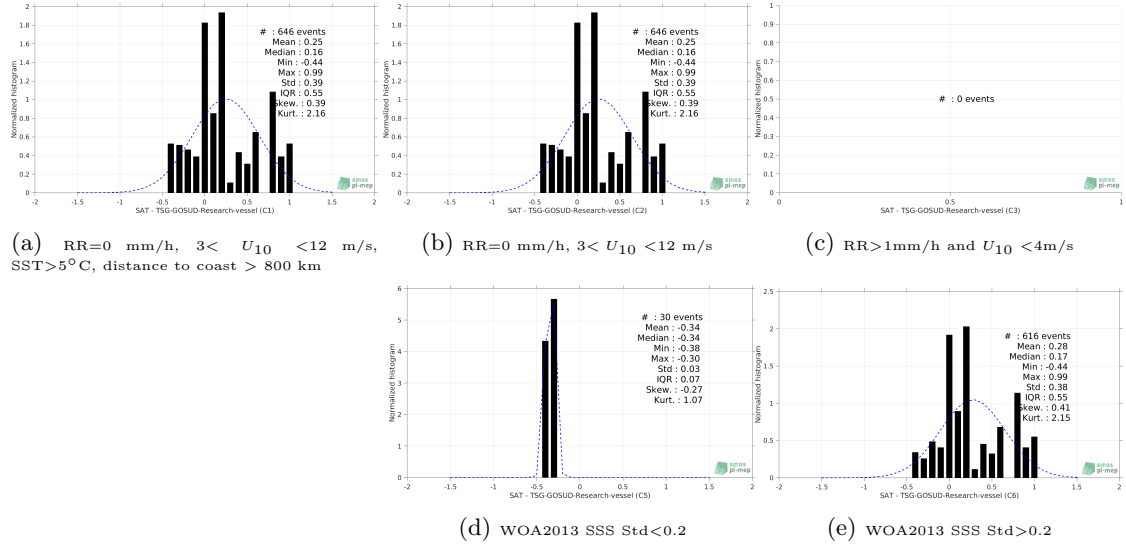 2
1.8
1.6
1.4
1.2
1
0.8
0.6
0.4
0.2
0
Normalized histogram
# : 646 events
Mean : 0.25
Median : 0.16
Min : -0.44
Max : 0.99
Std : 0.39
IQR : 0.55
Skew. : 0.39
Kurt. : 2.16
smos
pi-mep
-2 -1.5 -1 -0.5 0 0.5 1 1.5 2
SAT - TSG-GOSUD-Research-vessel (C1)
(a) RR=0 mm/h, 3< U10 <12 m/s,
SST>5°C, distance to coast > 800 km
2
1.8
1.6
1.4
1.2
1
0.8
0.6
0.4
0.2
0
Normalized histogram
# : 646 events
Mean : 0.25
Median : 0.16
Min : -0.44
Max : 0.99
Std : 0.39
IQR : 0.55
Skew. : 0.39
Kurt. : 2.16
smos
pi-mep
-2 -1.5 -1 -0.5 0 0.5 1 1.5 2
SAT - TSG-GOSUD-Research-vessel (C2)
(b) RR=0 mm/h, 3< U10 <12 m/s
1
0.9
0.8
0.7
0.6
0.5
0.4
0.3
0.2
0.1
0
Normalized histogram
# : 0 events
smos
pi-mep
0 0.5 1
SAT - TSG-GOSUD-Research-vessel (C3)
(c) RR>1mm/h and U10 <4m/s
6
5
4
3
2
1
0
Normalized histogram
# : 30 events
Mean : -0.34
Median : -0.34
Min : -0.38
Max : -0.30
Std : 0.03
IQR : 0.07
Skew. : -0.27
Kurt. : 1.07
smos
pi-mep
-2 -1.5 -1 -0.5 0 0.5 1 1.5 2
SAT - TSG-GOSUD-Research-vessel (C5)
(d) WOA2013 SSS Std<0.2
2.5
2
1.5
1
0.5
0
Normalized histogram
# : 616 events
Mean : 0.28
Median : 0.17
Min : -0.44
Max : 0.99
Std : 0.38
IQR : 0.55
Skew. : 0.41
Kurt. : 2.15
smos
pi-mep
-2 -1.5 -1 -0.5 0 0.5 1 1.5 2
SAT - TSG-GOSUD-Research-vessel (C6)
(e) WOA2013 SSS Std>0.2